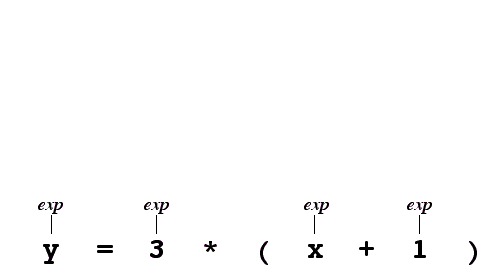 exp exp exp exp
y = 3 * ( x + 1 )